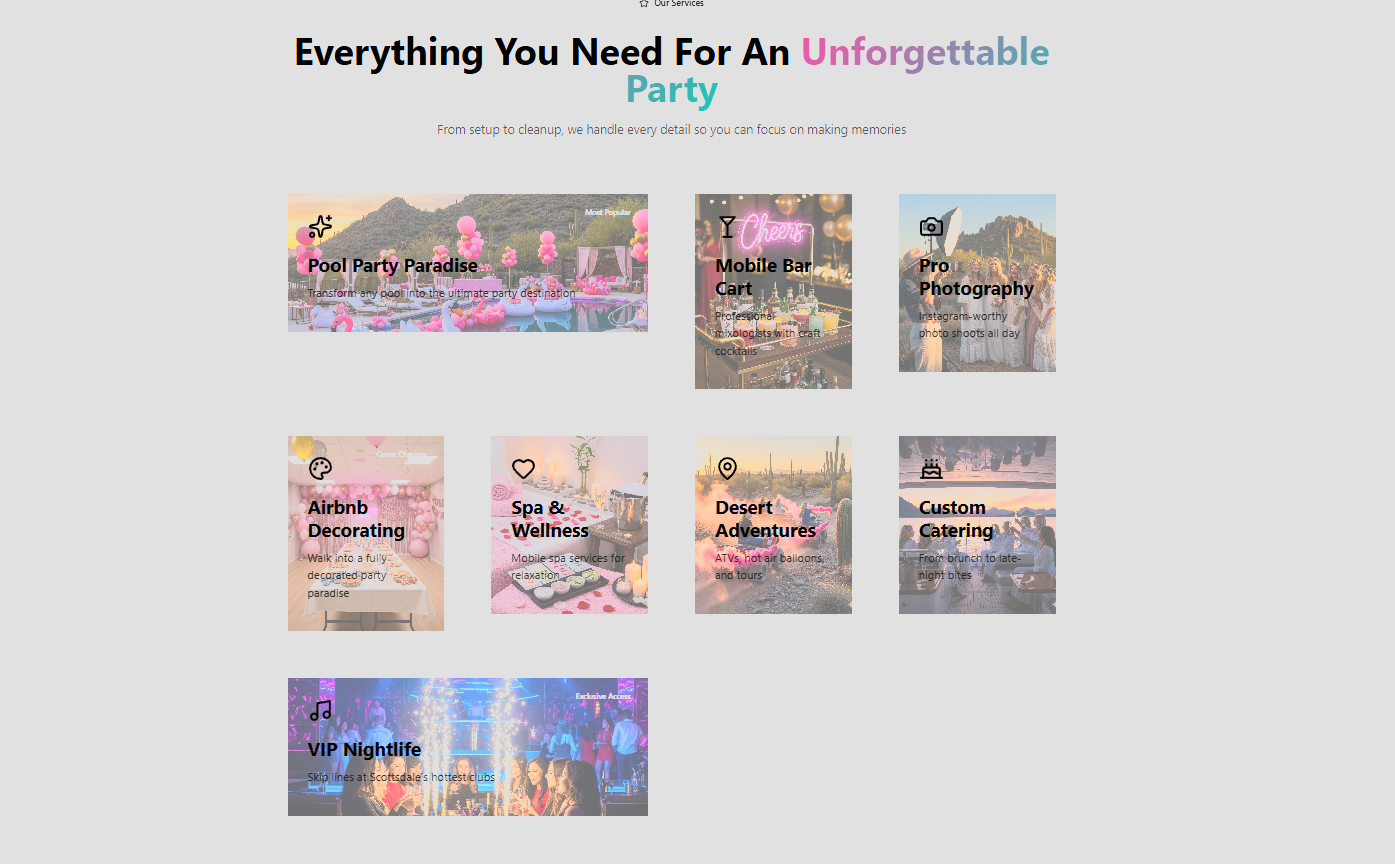 Our Services
Everything You Need For An Unforgettable
Party
From setup to cleanup, we handle every detail so you can focus on making memories
Most Popular
Pool Party Paradise
Transform any pool into the ultimate party destination
Cheers
Mobile Bar
Cart
Professional
mixologists with craft
cocktails
Pro
Photography
Instagram-worthy
photo shoots all day
Game Changer
Airbnb
Decorating
Walk into a fully
decorated party
paradise
Spa &
Wellness
Mobile spa services for
relaxation
Desert
Adventures
ATVs, hot air balloons,
and tours
Custom
Catering
From brunch to late-
night bites
Exclusive Access
VIP Nightlife
Skip lines at Scottsdale's hottest clubs